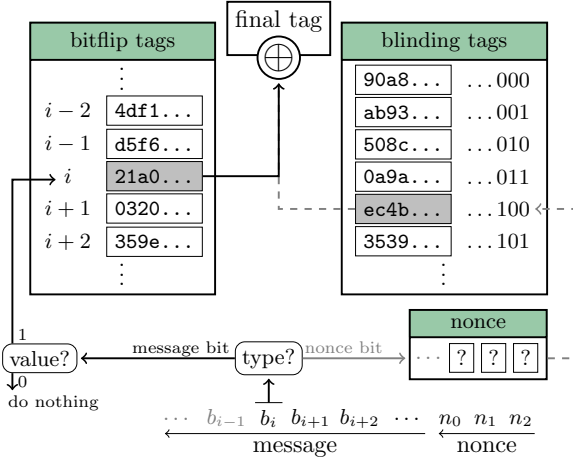 final tag
bitflip tags
blinding tags
⊕
⋮
90a8... ...000
i − 2 4df1...
ab93... ...001
i − 1 d5f6...
508c... ...010
i 21a0...
0a9a... ...011
i + 1 0320...
ec4b... ...100
i + 2 359e...
3539... ...101
⋮
⋮
nonce
1
value?
message bit
type?
nonce bit
··· ? ? ?
0
do nothing
··· b_{i−1} b_i b_{i+1} b_{i+2} ··· n_0 n_1 n_2
message nonce